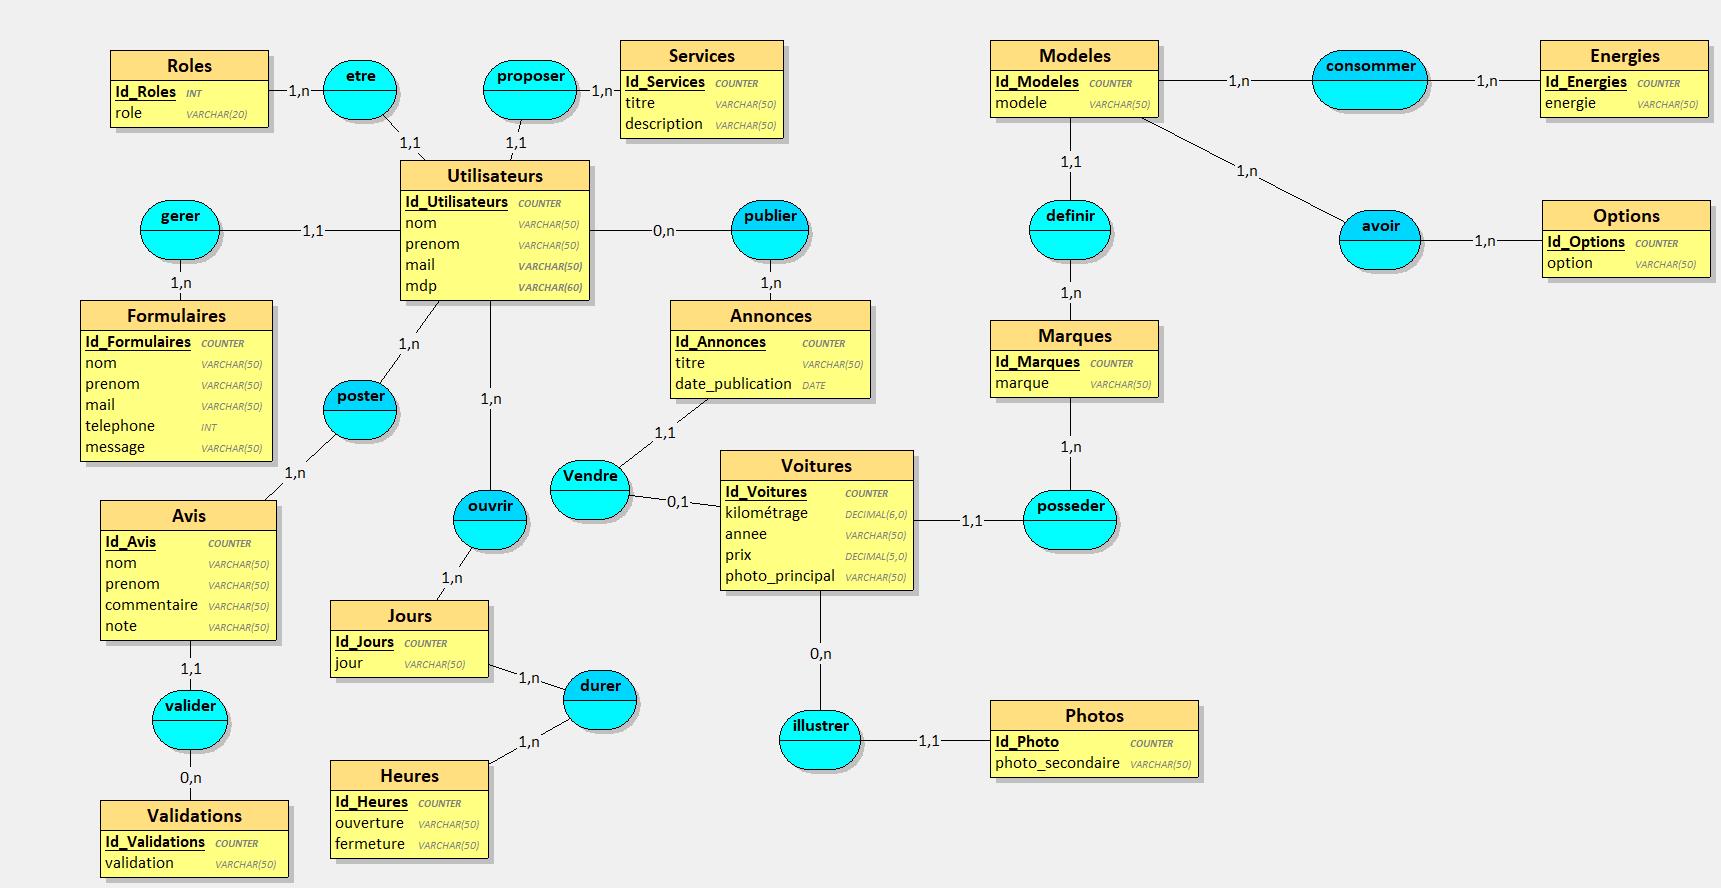 Roles
Id_Roles INT
role VARCHAR(20)
1,n
etre
1,1
proposer
1,n
1,1
Services
Id_Services COUNTER
titre VARCHAR(50)
description VARCHAR(50)
Modeles
Id_Modeles COUNTER
modele VARCHAR(50)
1,n
consommer
1,n
Energies
Id_Energies COUNTER
energie VARCHAR(50)
Utilisateurs
Id_Utilisateurs COUNTER
nom VARCHAR(50)
prenom VARCHAR(50)
mail VARCHAR(50)
mdp VARCHAR(60)
gerer
1,1
1,n
0,n
publier
1,n
1,1
definir
1,n
1,n
avoir
1,n
Options
Id_Options COUNTER
option VARCHAR(50)
Formulaires
Id_Formulaires COUNTER
nom VARCHAR(50)
prenom VARCHAR(50)
mail VARCHAR(50)
telephone INT
message VARCHAR(50)
1,n
poster
1,n
1,n
ouvrir
1,n
Annonces
Id_Annonces COUNTER
titre VARCHAR(50)
date_publication DATE
1,1
Vendre
0,1
Marques
Id_Marques COUNTER
marque VARCHAR(50)
1,n
posseder
1,1
Voitures
Id_Voitures COUNTER
kilométrage DECIMAL(6,0)
annee VARCHAR(50)
prix DECIMAL(5,0)
photo_principal VARCHAR(50)
Avis
Id_Avis COUNTER
nom VARCHAR(50)
prenom VARCHAR(50)
commentaire VARCHAR(50)
note VARCHAR(50)
1,1
valider
0,n
Jours
Id_Jours COUNTER
jour VARCHAR(50)
1,n
durer
1,n
0,n
illustrer
1,1
Photos
Id_Photo COUNTER
photo_secondaire VARCHAR(50)
Heures
Id_Heures COUNTER
ouverture VARCHAR(50)
fermeture VARCHAR(50)
Validations
Id_Validations COUNTER
validation VARCHAR(50)